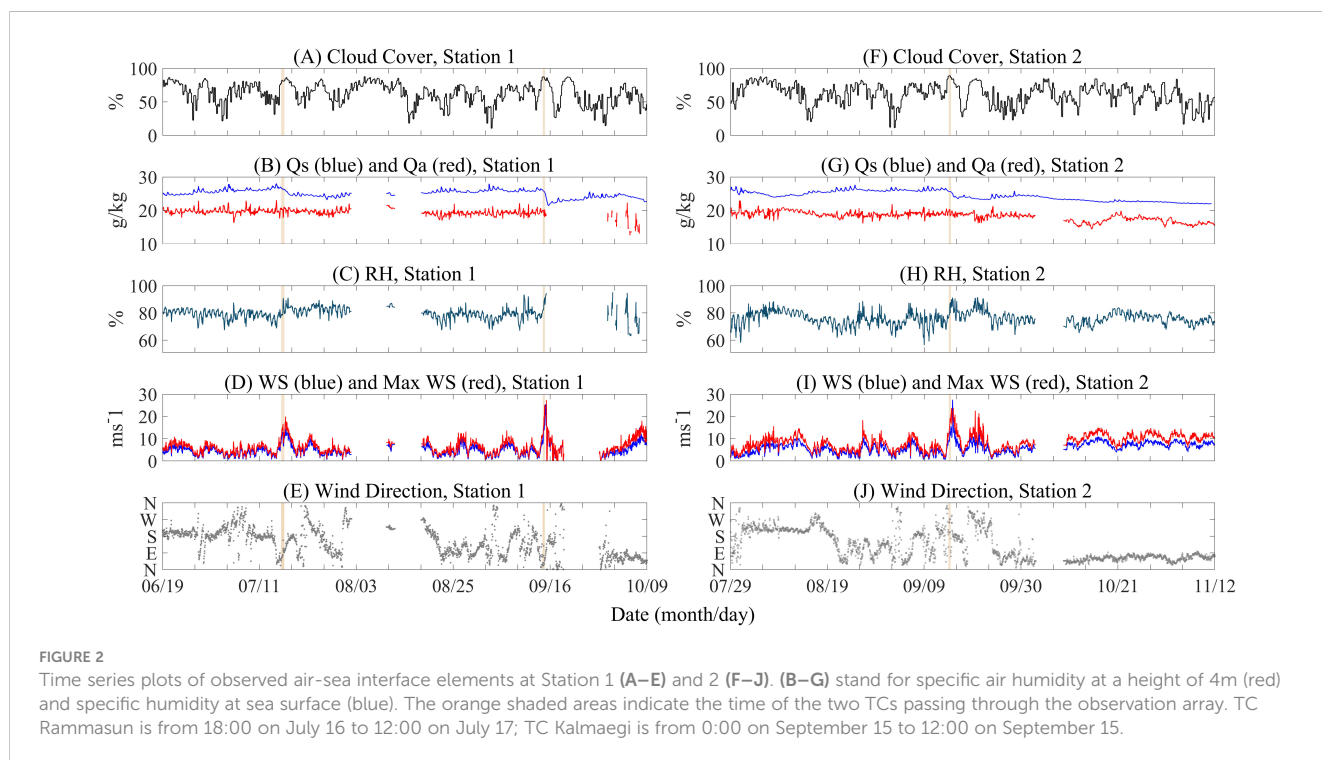 (A) Cloud Cover, Station 1
100
50
0
%
(B) Qs (blue) and Qa (red), Station 1
30
20
10
g/kg
(C) RH, Station 1
100
80
60
%
(D) WS (blue) and Max WS (red), Station 1
30
20
10
0
ms-1
(E) Wind Direction, Station 1
N
W
S
E
N
06/19 07/11 08/03 08/25 09/16 10/09
(F) Cloud Cover, Station 2
100
50
0
%
(G) Qs (blue) and Qa (red), Station 2
30
20
10
g/kg
(H) RH, Station 2
100
80
60
%
(I) WS (blue) and Max WS (red), Station 2
30
20
10
0
ms-1
(J) Wind Direction, Station 2
N
W
S
E
N
07/29 08/19 09/09 09/30 10/21 11/12
Date (month/day)
FIGURE 2
Time series plots of observed air-sea interface elements at Station 1 (A–E) and 2 (F–J). (B–G) stand for specific air humidity at a height of 4m (red)
and specific humidity at sea surface (blue). The orange shaded areas indicate the time of the two TCs passing through the observation array. TC
Rammasun is from 18:00 on July 16 to 12:00 on July 17; TC Kalmaegi is from 0:00 on September 15 to 12:00 on September 15.